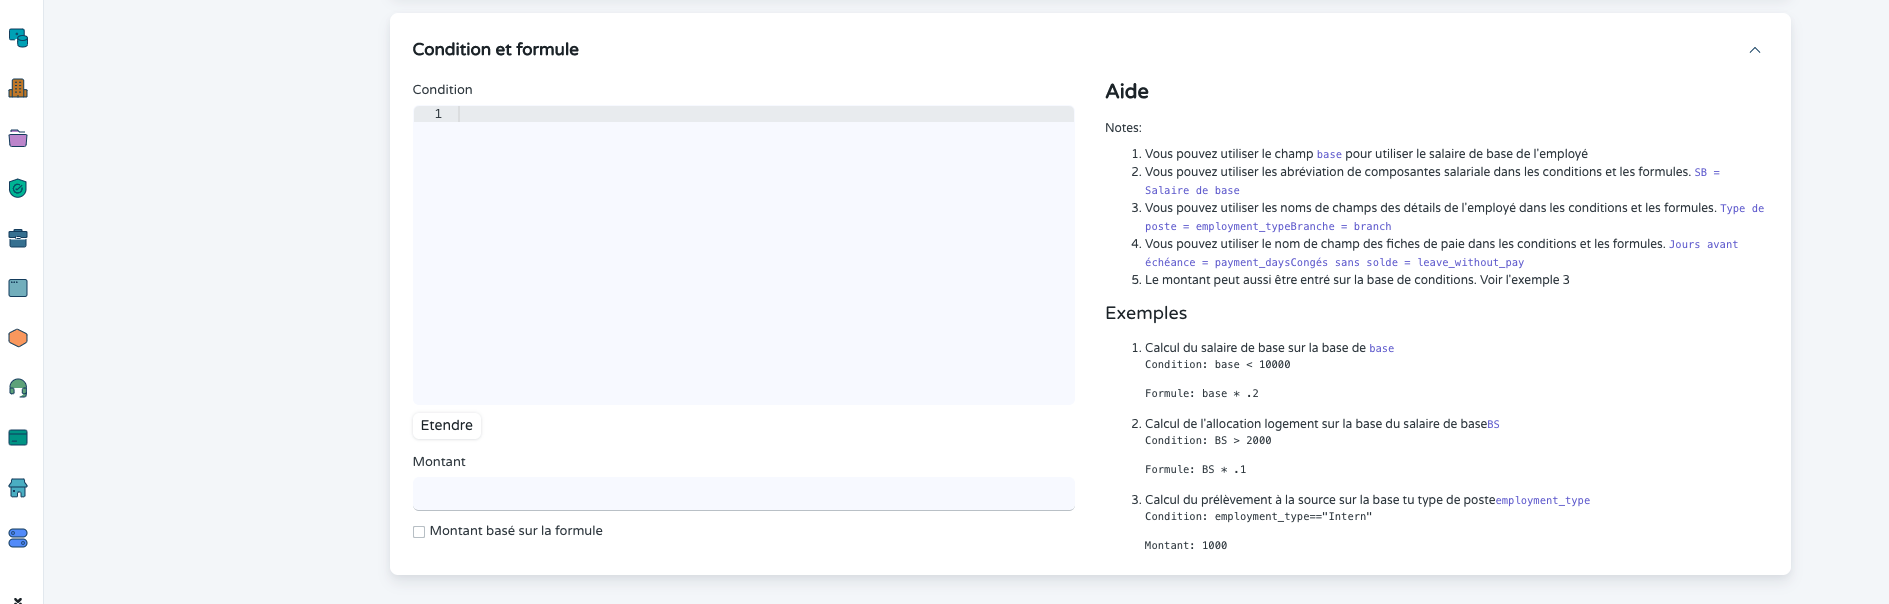 Condition et formule
Condition
1
Etendre
Montant
Montant basé sur la formule
Aide
Notes:
1. Vous pouvez utiliser le champ base pour utiliser le salaire de base de l'employé
2. Vous pouvez utiliser les abréviation de composantes salariale dans les conditions et les formules. SB =
Salaire de base
3. Vous pouvez utiliser les noms de champs des détails de l'employé dans les conditions et les formules. Type de
poste = employment_typeBranche = branch
4. Vous pouvez utiliser le nom de champ des fiches de paie dans les conditions et les formules. Jours avant
échéance = payment_daysCongés sans solde = leave_without_pay
5. Le montant peut aussi être entré sur la base de conditions. Voir l'exemple 3
Exemples
1. Calcul du salaire de base sur la base de base
Condition: base < 10000
Formule: base * .2
2. Calcul de l'allocation logement sur la base du salaire de baseBS
Condition: BS > 2000
Formule: BS * .1
3. Calcul du prélèvement à la source sur la base tu type de posteemployment_type
Condition: employment_type=="Intern"
Montant: 1000